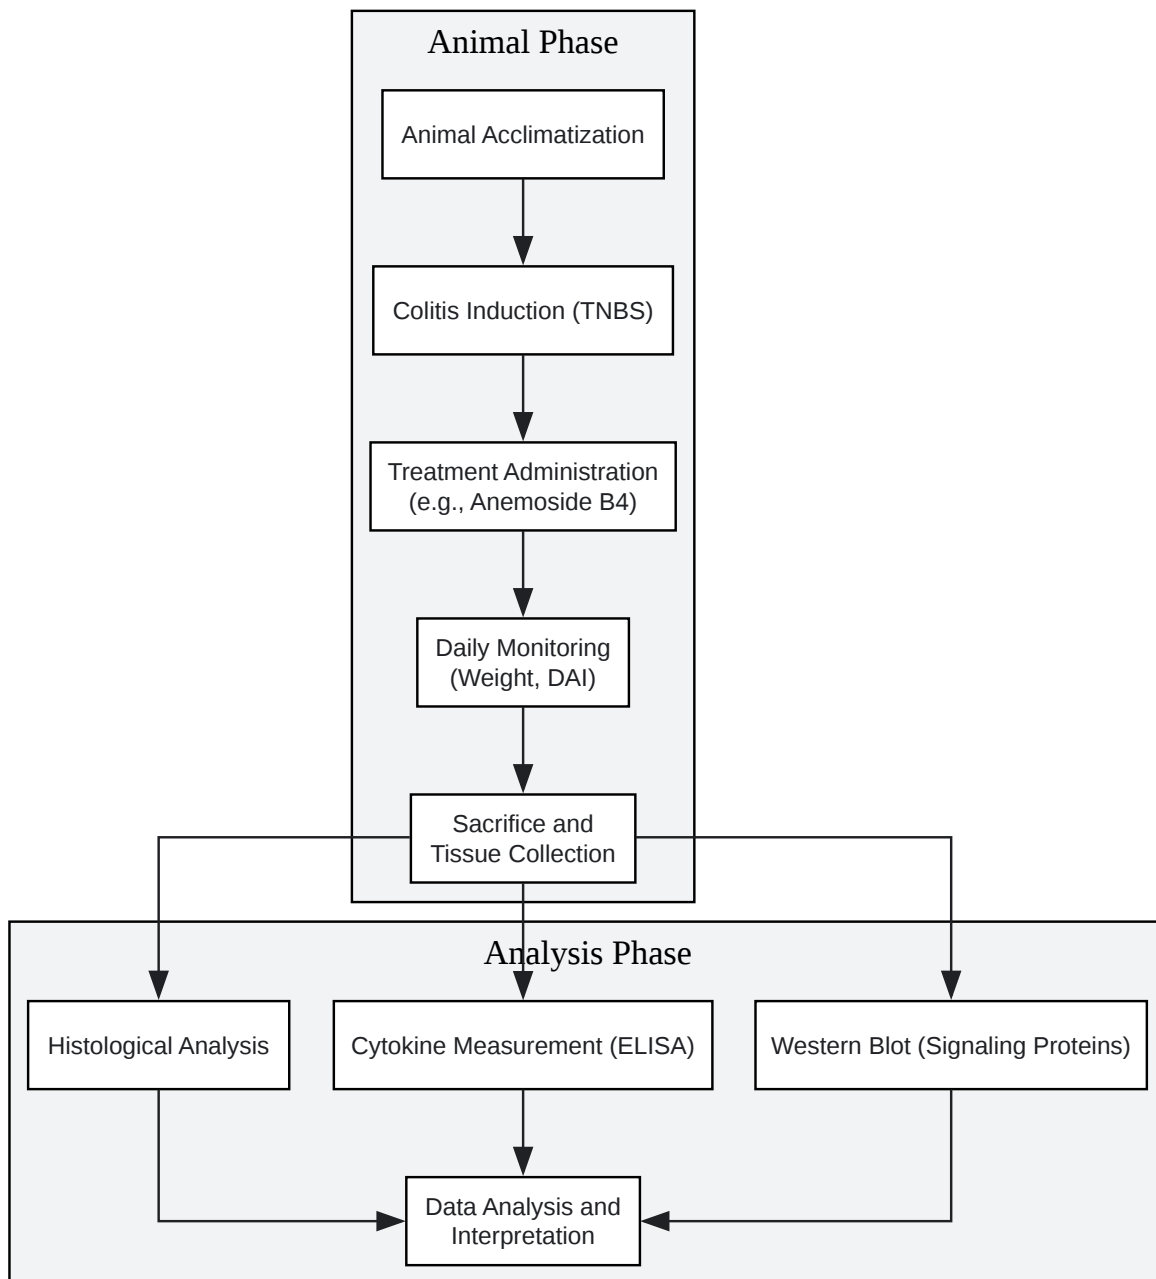 Animal Phase
Animal Acclimatization
Colitis Induction (TNBS)
Treatment Administration
(e.g., Anemoside B4)
Daily Monitoring
(Weight, DAI)
Sacrifice and
Tissue Collection
Analysis Phase
Histological Analysis
Cytokine Measurement (ELISA)
Western Blot (Signaling Proteins)
Data Analysis and
Interpretation